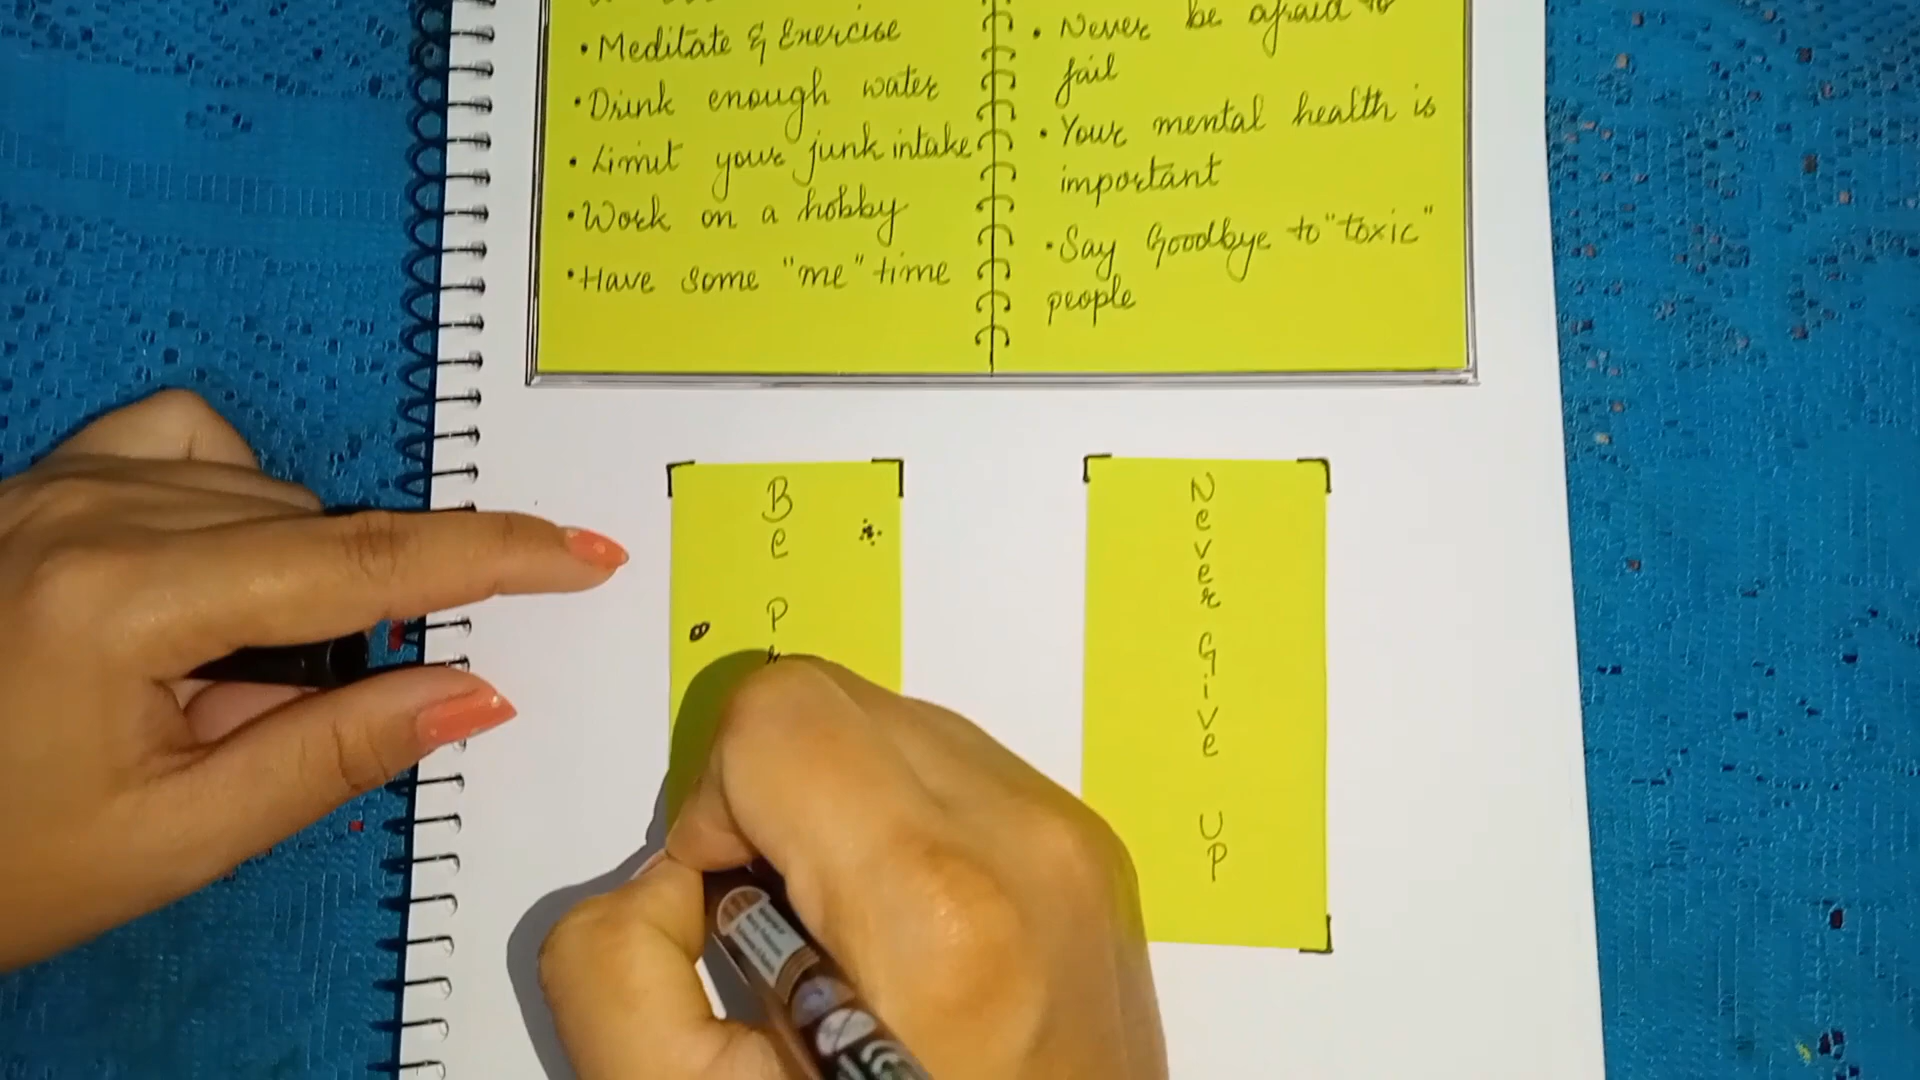 • Meditate & Exercise
• Drink enough water
• Limit your junk intake
• Work on a hobby
• Have some "me" time
• Never be afraid to
fail
• Your mental health is
important
• Say Goodbye to "toxic"
people
Be
P
Never
Give
UP